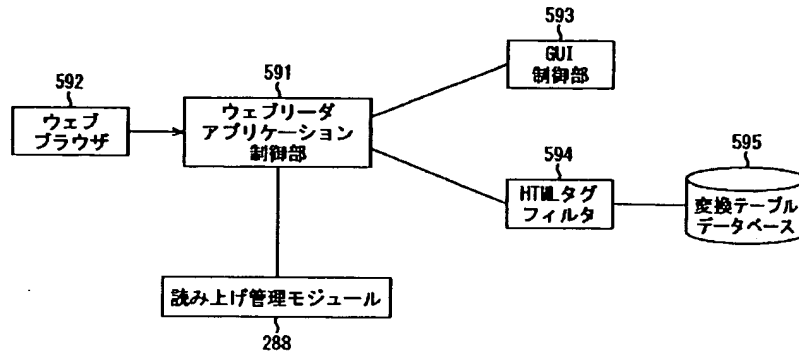 593
GUI
制御部
591
ウェブリーダ
アプリケーション
制御部
592
ウェブ
ブラウザ
594
HTMLタグ
フィルタ
595
変換テーブル
データベース
読み上げ管理モジュール
288